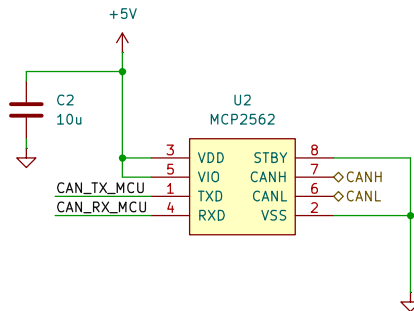 +5V
C2
10u
U2
MCP2562
3 VDD STBY 8
5 VIO CANH 7 CANH
CAN_TX_MCU 1 TXD CANL 6 CANL
CAN_RX_MCU 4 RXD VSS 2